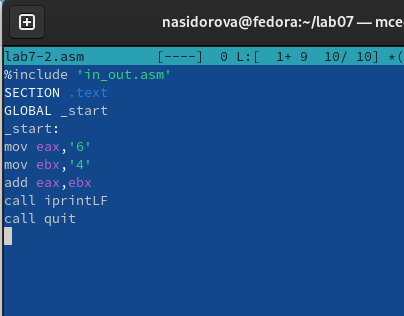 nasidorova@fedora:~/lab07 — mce
lab7-2.asm [----] 0 L:[ 1+ 9 10/ 10] *(
%include 'in_out.asm'
SECTION .text
GLOBAL _start
_start:
mov eax,'6'
mov ebx,'4'
add eax,ebx
call iprintLF
call quit